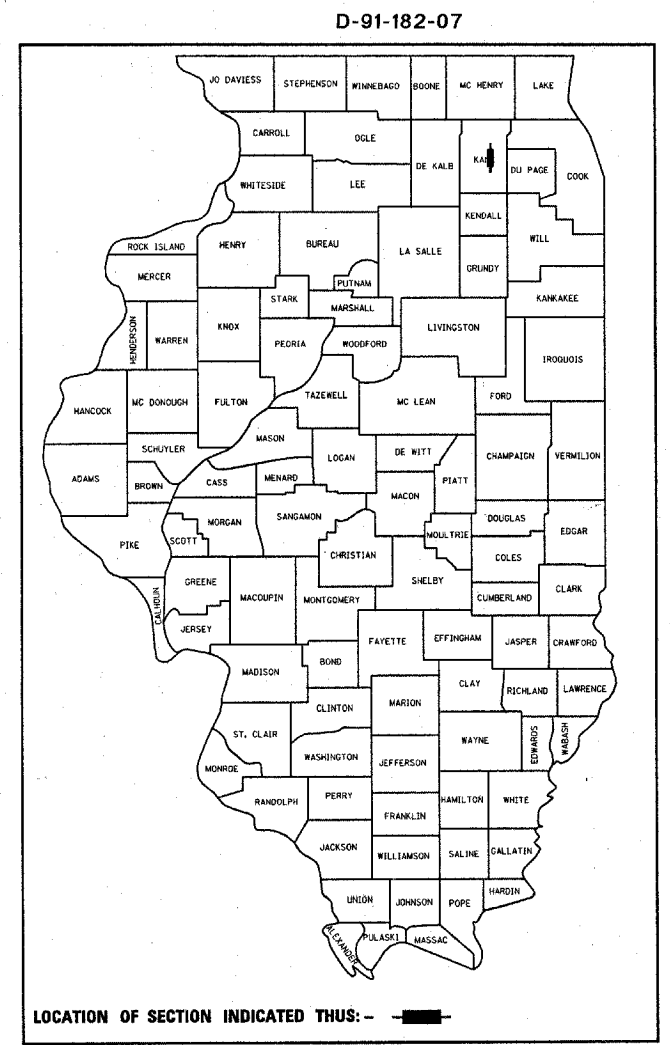 D-91-182-07
JO DAVIESS
STEPHENSON
WINNEBAGO
BOONE
MC HENRY
LAKE
CARROLL
OGLE
DE KALB
KAN
DU PAGE
COOK
WHITESIDE
LEE
KENDALL
ROCK ISLAND
HENRY
BUREAU
LA SALLE
WILL
GRUNDY
MERCER
PUTNAM
STARK
MARSHALL
KANKAKEE
HENDERSON
WARREN
KNOX
PEORIA
WOODFORD
LIVINGSTON
IROQUOIS
HANCOCK
MC DONOUGH
FULTON
TAZEWELL
MC LEAN
FORD
SCHUYLER
MASON
LOGAN
DE WITT
CHAMPAIGN
VERMILION
ADAMS
BROWN
CASS
MENARD
MACON
PIATT
PIKE
SCOTT
MORGAN
SANGAMON
CHRISTIAN
MOULTRIE
DOUGLAS
EDGAR
COLES
CALHOUN
GREENE
MACOUPIN
MONTGOMERY
SHELBY
CUMBERLAND
CLARK
JERSEY
FAYETTE
EFFINGHAM
JASPER
CRAWFORD
MADISON
BOND
CLAY
RICHLAND
LAWRENCE
CLINTON
MARION
ST. CLAIR
WAYNE
EDWARDS
WABASH
MONROE
WASHINGTON
JEFFERSON
RANDOLPH
PERRY
HAMILTON
WHITE
FRANKLIN
JACKSON
WILLIAMSON
SALINE
GALLATIN
UNION
JOHNSON
POPE
HARDIN
ALEXANDER
PULASKI
MASSAC
LOCATION OF SECTION INDICATED THUS:-